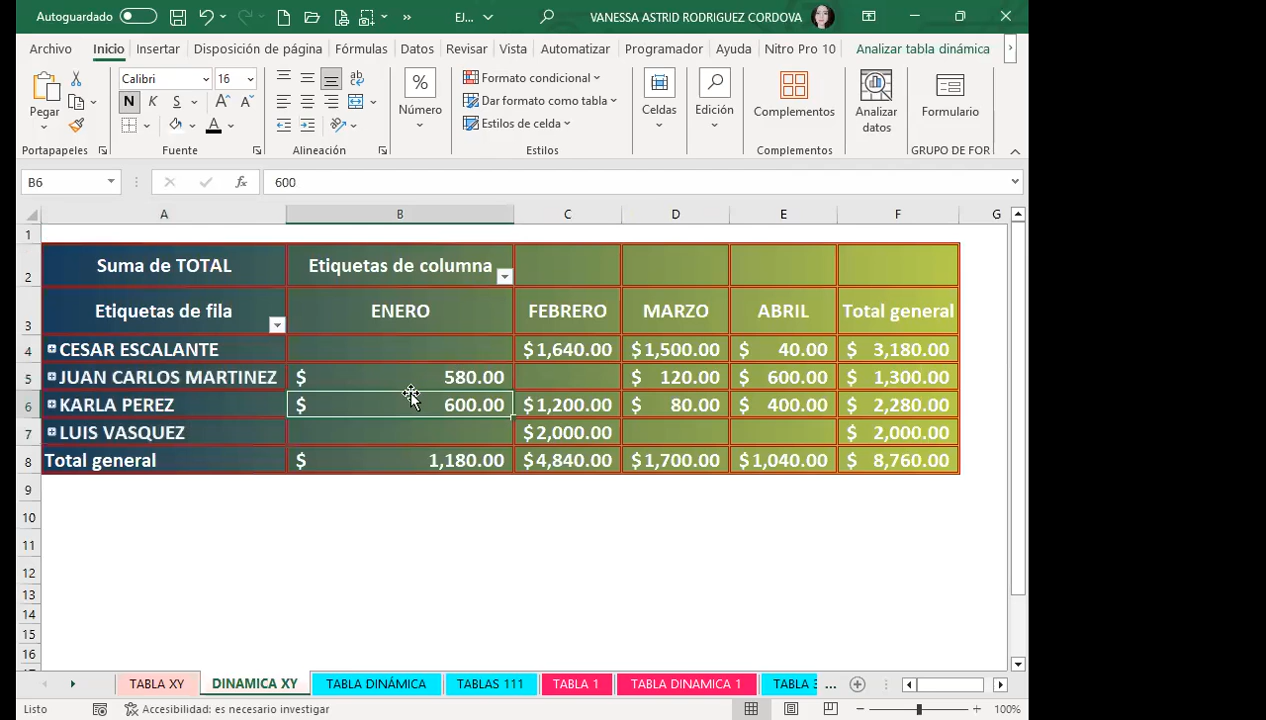 Autoguardado EJ... VANESSA ASTRID RODRIGUEZ CORDOVA
Archivo Inicio Insertar Disposición de página Fórmulas Datos Revisar Vista Automatizar Programador Ayuda Nitro Pro 10 Analizar tabla dinámica
Pegar
Calibri 16
N K S
Número
Formato condicional
Dar formato como tabla
Estilos de celda
Celdas
Edición
Complementos
Analizar datos
Formulario
Portapapeles Fuente Alineación Estilos Complementos GRUPO DE FOR
B6 fx 600
A B C D E F G
1
2 Suma de TOTAL Etiquetas de columna
3 Etiquetas de fila ENERO FEBRERO MARZO ABRIL Total general
4 CESAR ESCALANTE $1,640.00 $1,500.00 $ 40.00 $ 3,180.00
5 JUAN CARLOS MARTINEZ $ 580.00 $ 120.00 $ 600.00 $ 1,300.00
6 KARLA PEREZ $ 600.00 $1,200.00 $ 80.00 $ 400.00 $ 2,280.00
7 LUIS VASQUEZ $2,000.00 $ 2,000.00
8 Total general $ 1,180.00 $4,840.00 $1,700.00 $1,040.00 $ 8,760.00
9
10
11
12
13
14
15
16
TABLA XY DINAMICA XY TABLA DINÁMICA TABLAS 111 TABLA 1 TABLA DINAMICA 1 TABLA 3 ...
Listo Accesibilidad: es necesario investigar 100%